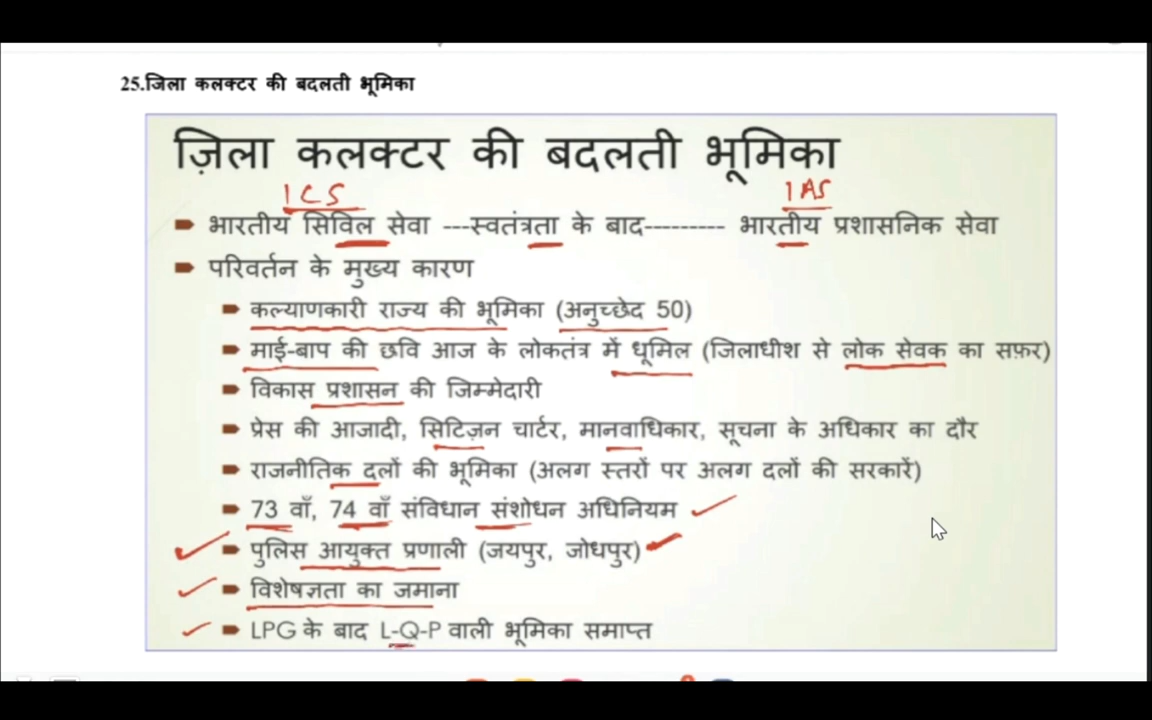 25.जिला कलक्टर की बदलती भूमिका
ज़िला कलक्टर की बदलती भूमिका
ICS IAS
भारतीय सिविल सेवा ---स्वतंत्रता के बाद--------- भारतीय प्रशासनिक सेवा
परिवर्तन के मुख्य कारण
कल्याणकारी राज्य की भूमिका (अनुच्छेद 50)
माई-बाप की छवि आज के लोकतंत्र में धूमिल (जिलाधीश से लोक सेवक का सफ़र)
विकास प्रशासन की जिम्मेदारी
प्रेस की आजादी, सिटिज़न चार्टर, मानवाधिकार, सूचना के अधिकार का दौर
राजनीतिक दलों की भूमिका (अलग स्तरों पर अलग दलों की सरकारें)
73 वाँ, 74 वाँ संविधान संशोधन अधिनियम
पुलिस आयुक्त प्रणाली (जयपुर, जोधपुर)
विशेषज्ञता का जमाना
LPG के बाद L-Q-P वाली भूमिका समाप्त